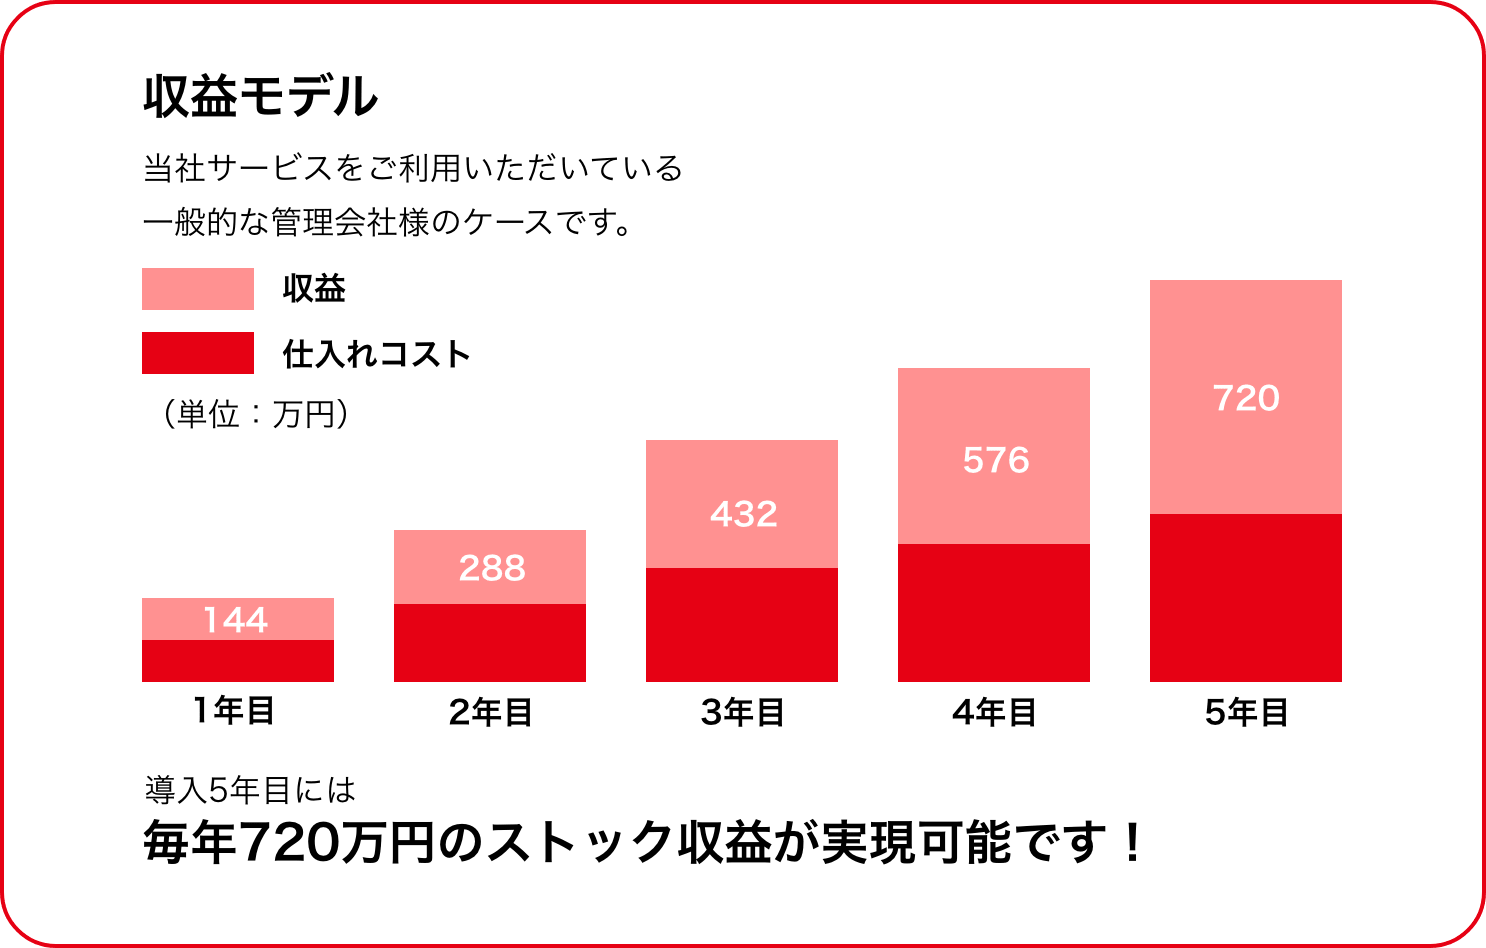 収益モデル
当社サービスをご利用いただいている
一般的な管理会社様のケースです。
収益
仕入れコスト
（単位：万円）
144
288
432
576
720
1年目
2年目
3年目
4年目
5年目
導入5年目には
毎年720万円のストック収益が実現可能です！